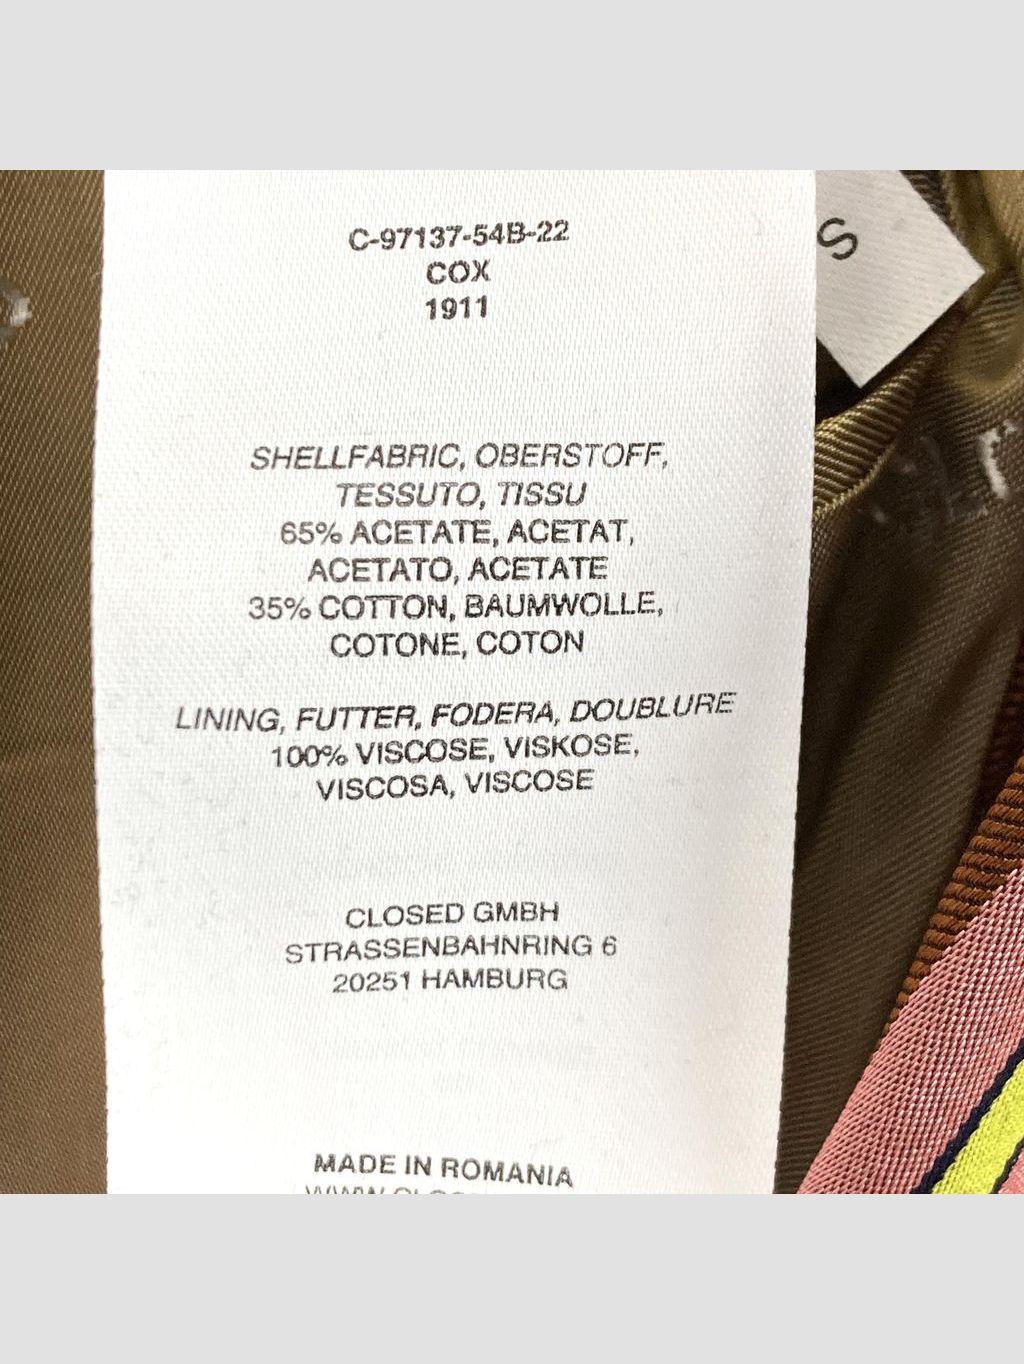 C-97137-54B-22
COX
1911
S
SHELLFABRIC, OBERSTOFF,
TESSUTO, TISSU
65% ACETATE, ACETAT,
ACETATO, ACETATE
35% COTTON, BAUMWOLLE,
COTONE, COTON
LINING, FUTTER, FODERA, DOUBLURE
100% VISCOSE, VISKOSE,
VISCOSA, VISCOSE
CLOSED GMBH
STRASSENBAHNRING 6
20251 HAMBURG
MADE IN ROMANIA